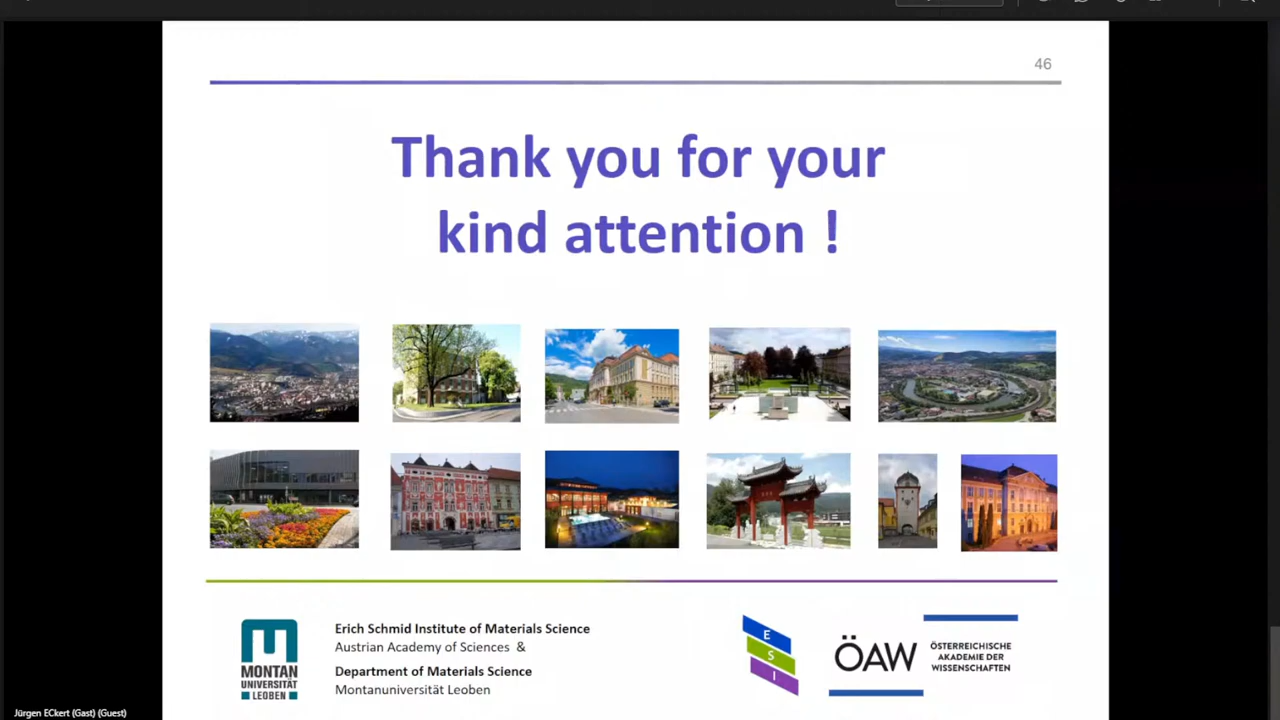 46
Thank you for your
kind attention !
MONTAN
UNIVERSITÄT
LEOBEN
Erich Schmid Institute of Materials Science
Austrian Academy of Sciences &
Department of Materials Science
Montanuniversität Leoben
E
S
I
ÖAW
ÖSTERREICHISCHE
AKADEMIE DER
WISSENSCHAFTEN
Jürgen ECkert (Gast) (Guest)